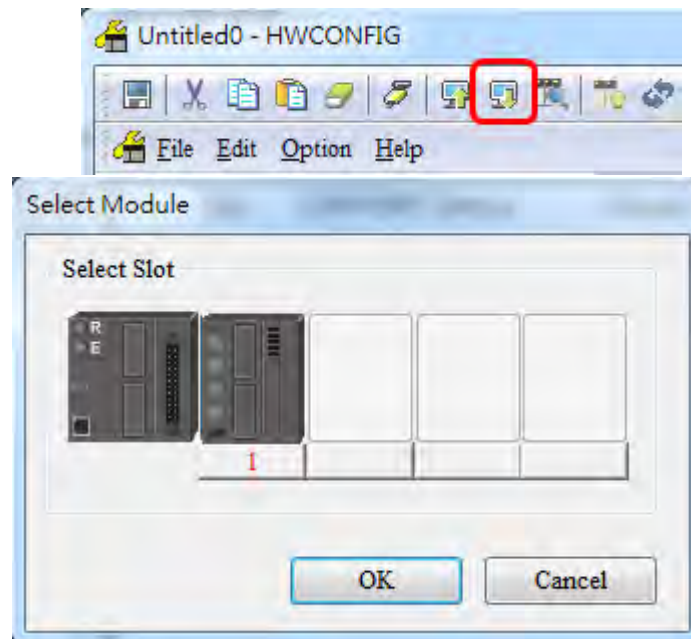 Untitled0 - HWCONFIG
File Edit Option Help
Select Module
Select Slot
R
E
1
OK
Cancel